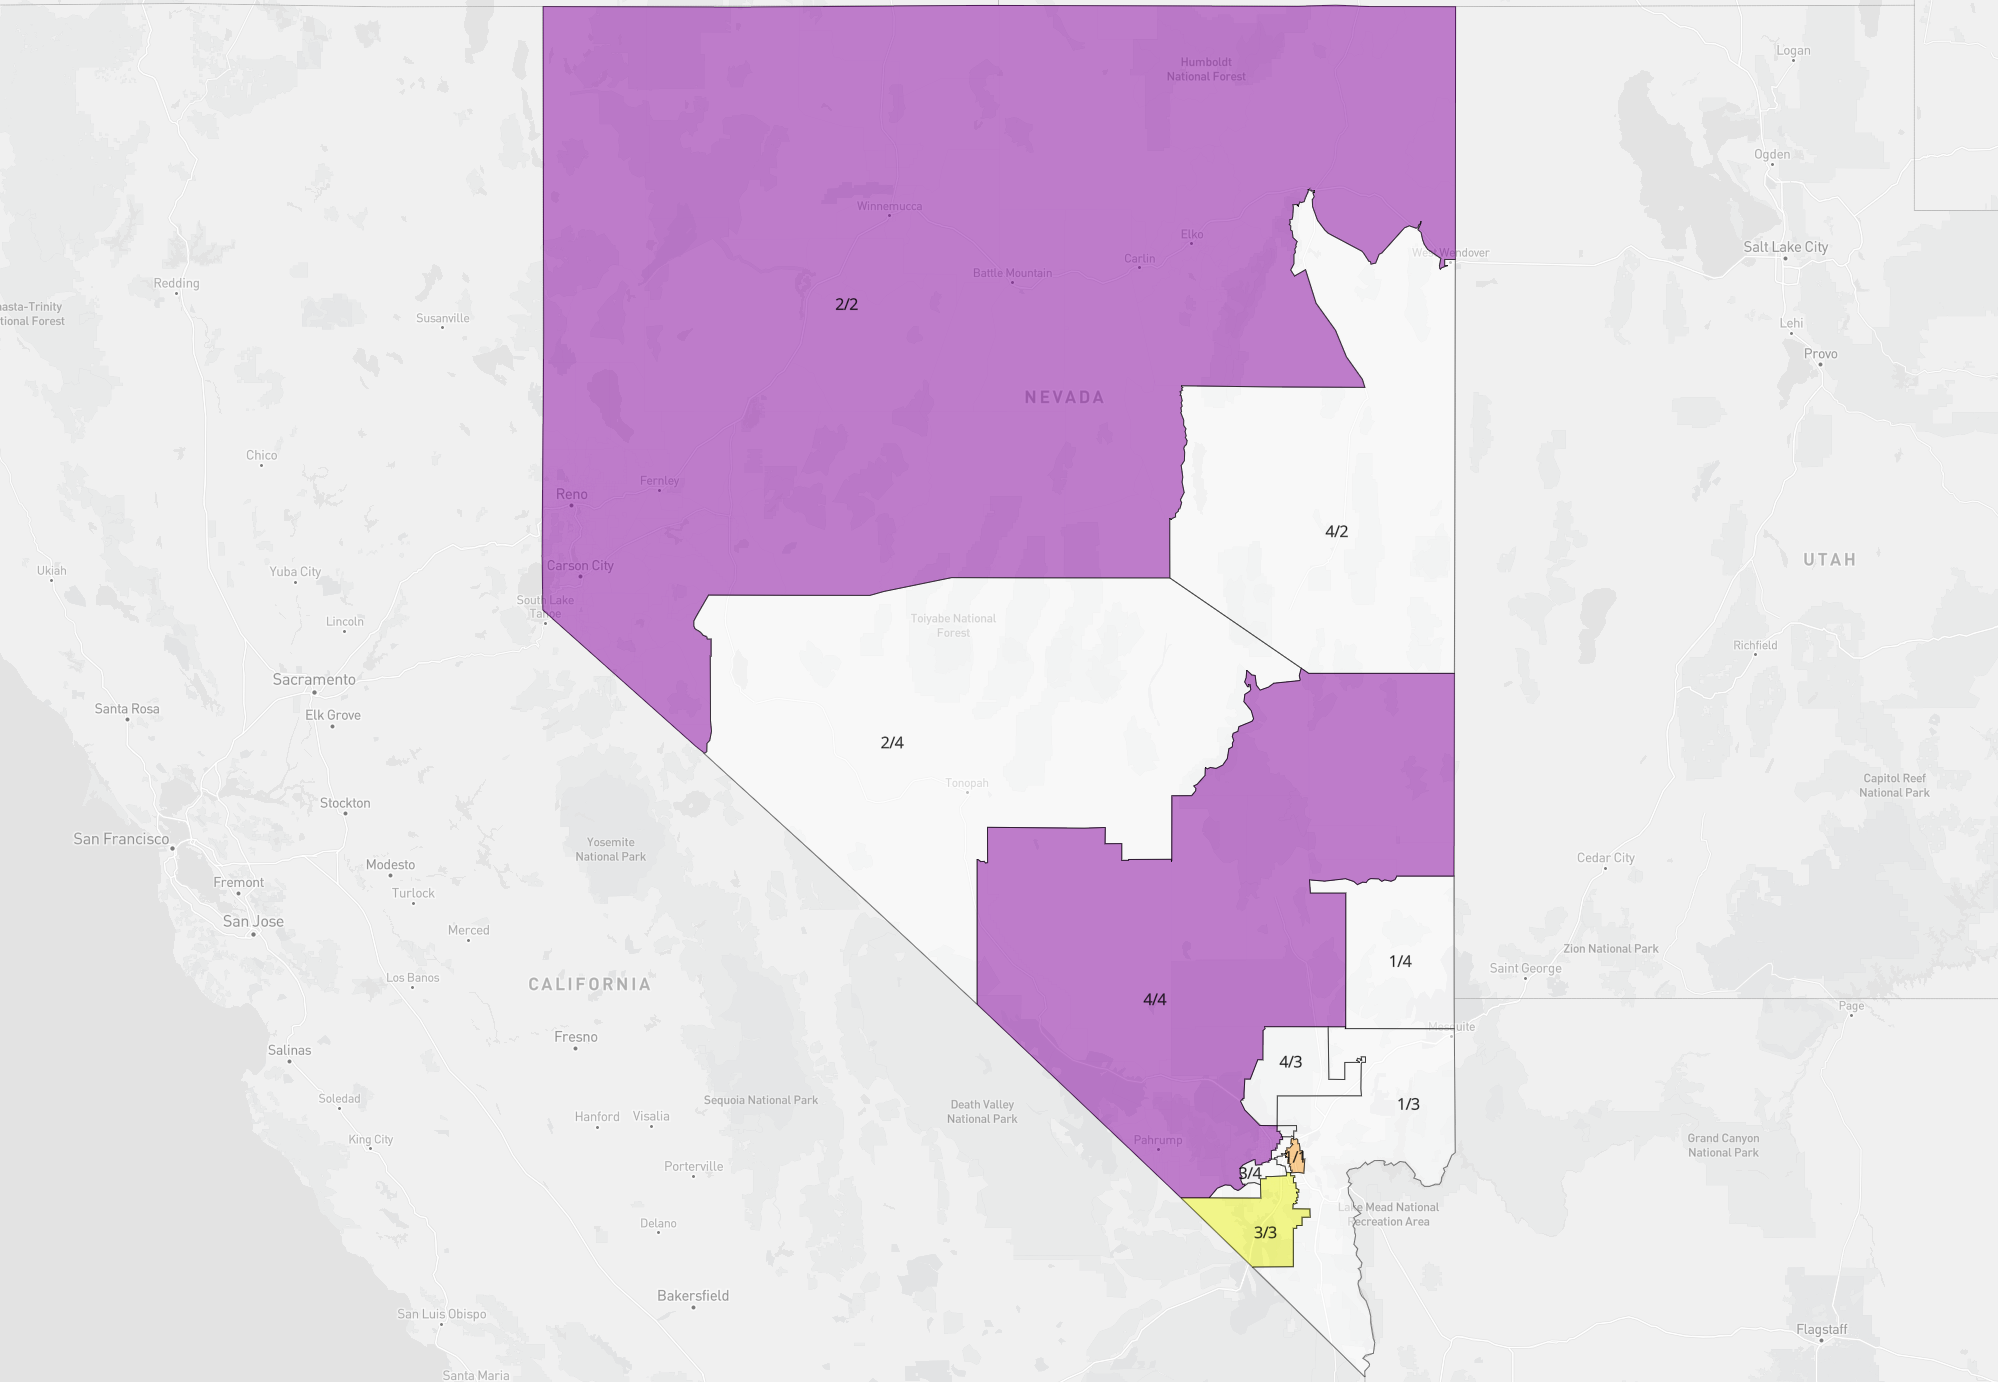 Logan
Humboldt
National Forest
Ogden
Winnemucca
Elko
Salt Lake City
West Wendover
Carlin
Battle Mountain
Redding
asta-Trinity
tional Forest
2/2
Susanville
Lehi
Provo
NEVADA
Chico
Fernley
Reno
4/2
UTAH
Carson City
Ukiah
Yuba City
South Lake
Tahoe
Lincoln
Toiyabe National
Forest
Richfield
Sacramento
Santa Rosa
Elk Grove
2/4
Tonopah
Capitol Reef
National Park
Stockton
San Francisco
Yosemite
National Park
Cedar City
Modesto
Fremont
Turlock
San Jose
Merced
Zion National Park
1/4
Saint George
Los Banos
CALIFORNIA
4/4
Page
Mesquite
Fresno
Salinas
4/3
Soledad
Sequoia National Park
Death Valley
National Park
1/3
Hanford
Visalia
King City
Pahrump
Grand Canyon
National Park
1/1
Porterville
3/4
Lake Mead National
Recreation Area
Delano
3/3
Bakersfield
San Luis Obispo
Flagstaff
Santa Maria